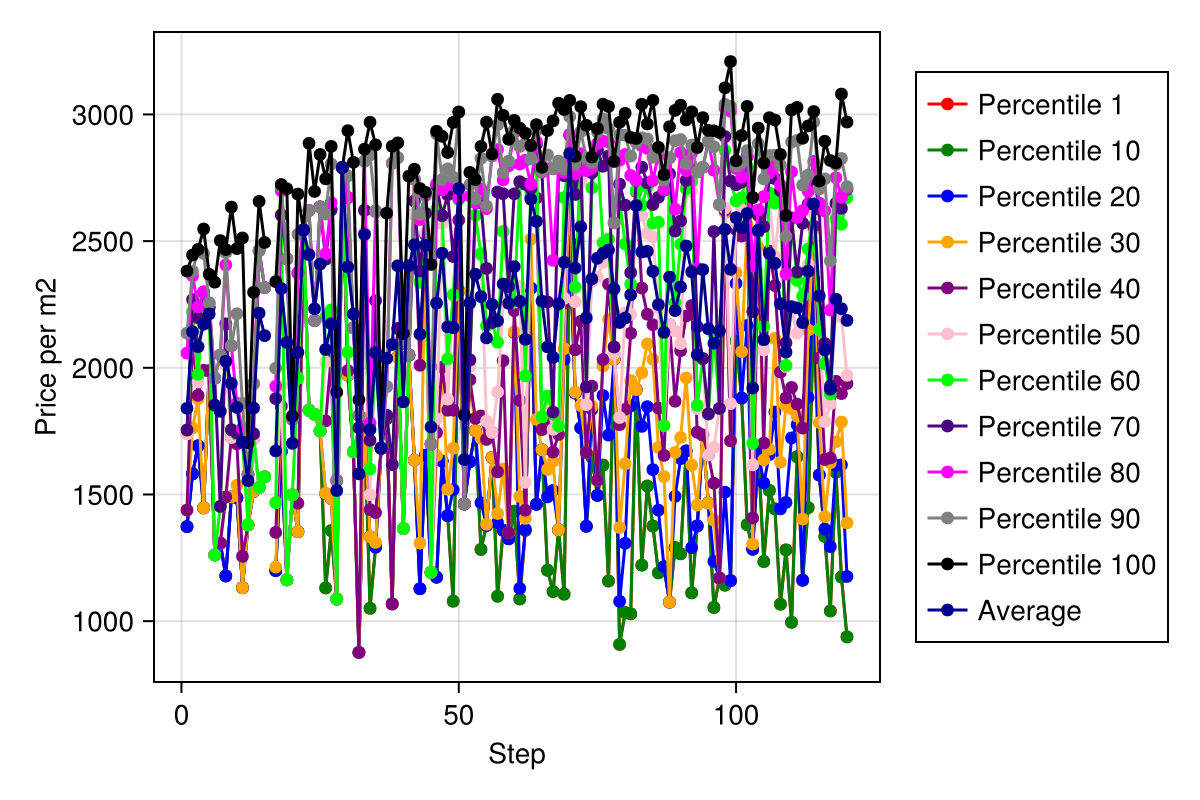 3000
2500
2000
1500
1000
Price per m2
0
50
100
Step
Percentile 1
Percentile 10
Percentile 20
Percentile 30
Percentile 40
Percentile 50
Percentile 60
Percentile 70
Percentile 80
Percentile 90
Percentile 100
Average